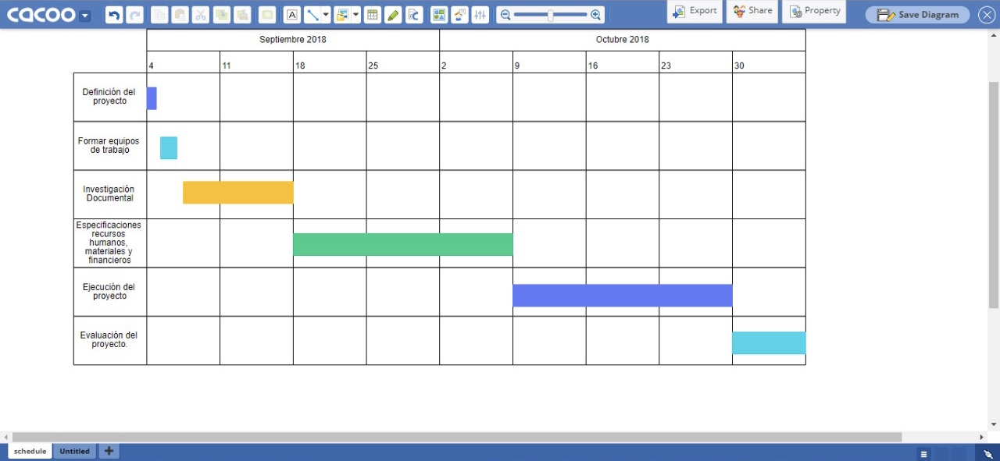 cacoo
Export
Share
Property
Save Diagram
Septiembre 2018
Octubre 2018
4
11
18
25
2
9
16
23
30
Definición del
proyecto
Formar equipos
de trabajo
Investigación
Documental
Especificaciones
recursos
humanos,
materiales y
financieros
Ejecución del
proyecto
Evaluación del
proyecto.
schedule
Untitled